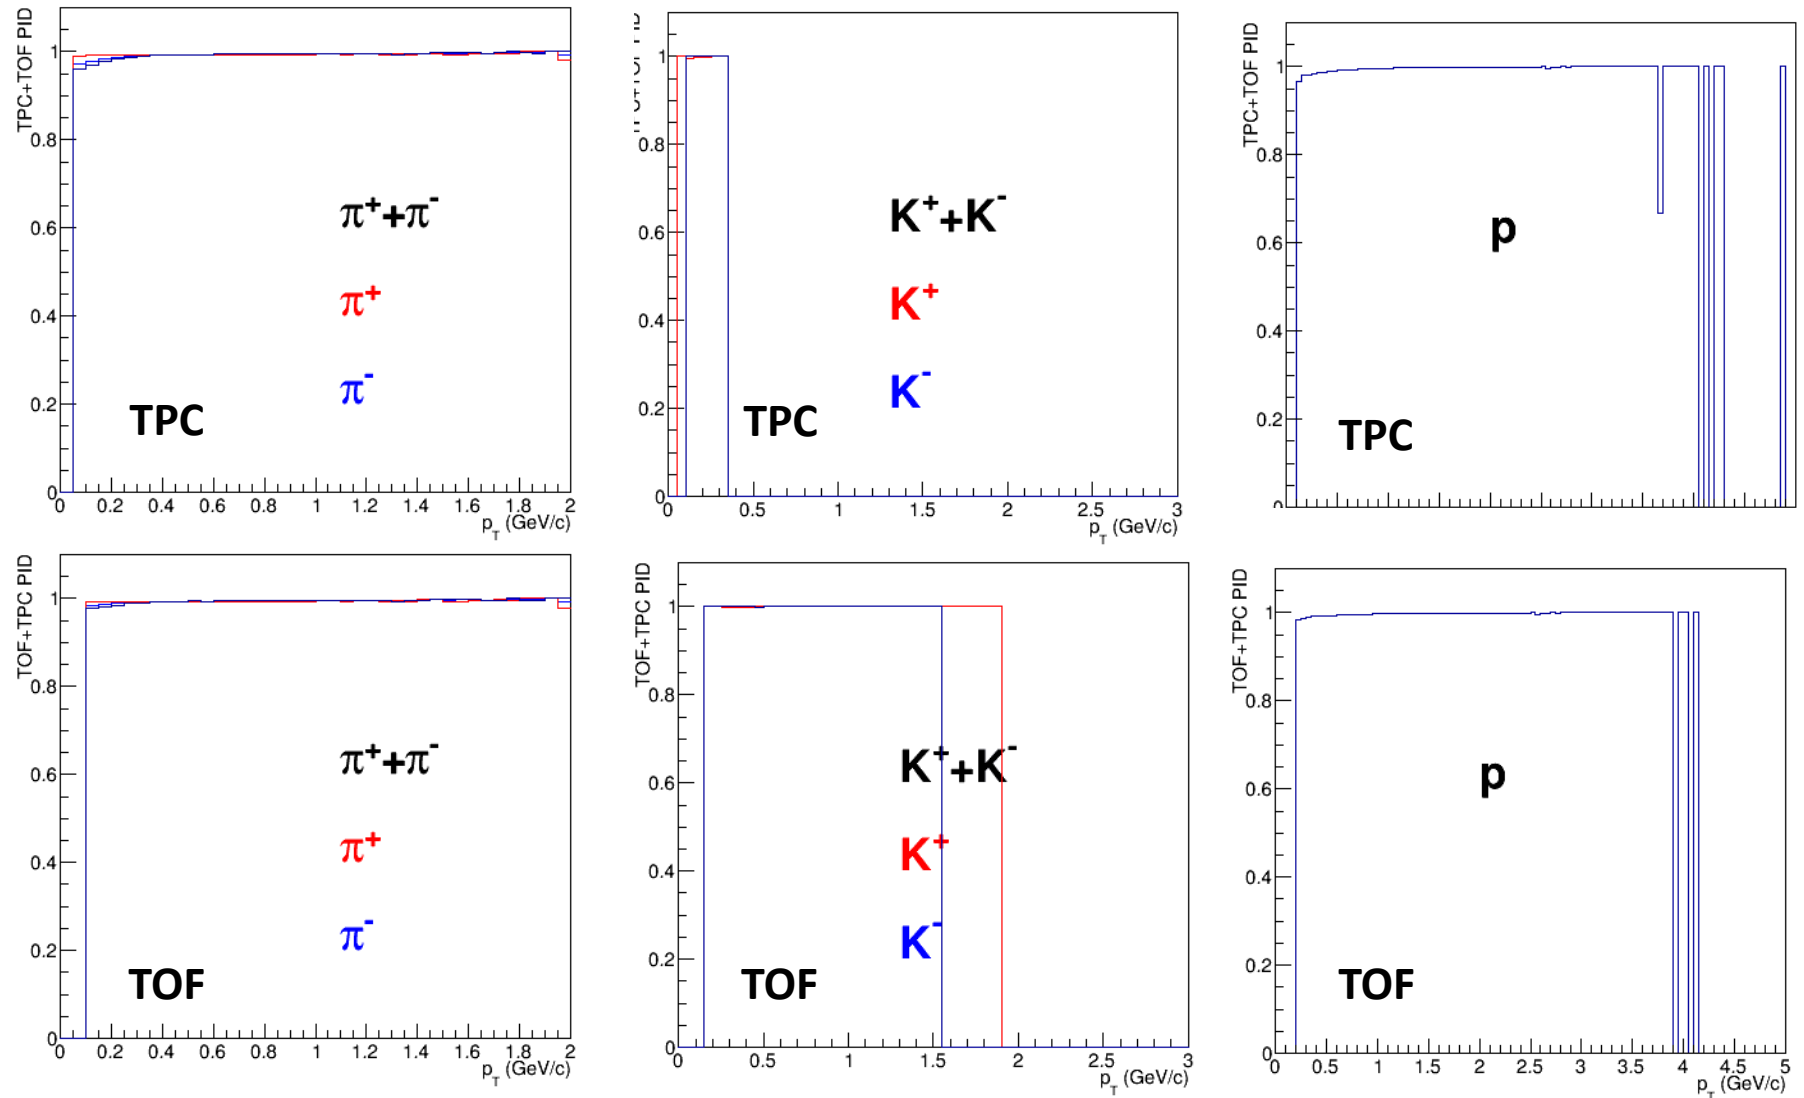 TPC+TOF PID
1
0.8
0.6
0.4
0.2
0
π⁺+π⁻
π⁺
π⁻
TPC
0 0.2 0.4 0.6 0.8 1 1.2 1.4 1.6 1.8 2
p_T (GeV/c)
1
0.8
0.6
0.4
0.2
0
K⁺+K⁻
K⁺
K⁻
TPC
0 0.5 1 1.5 2 2.5 3
p_T (GeV/c)
TPC+TOF PID
1
0.8
0.6
0.4
0.2
p
TPC
TOF+TPC PID
1
0.8
0.6
0.4
0.2
0
π⁺+π⁻
π⁺
π⁻
TOF
0 0.2 0.4 0.6 0.8 1 1.2 1.4 1.6 1.8 2
p_T (GeV/c)
TOF+TPC PID
1
0.8
0.6
0.4
0.2
0
K⁺+K⁻
K⁺
K⁻
TOF
0 0.5 1 1.5 2 2.5 3
p_T (GeV/c)
TOF+TPC PID
1
0.8
0.6
0.4
0.2
0
p
TOF
0 0.5 1 1.5 2 2.5 3 3.5 4 4.5 5
p_T (GeV/c)